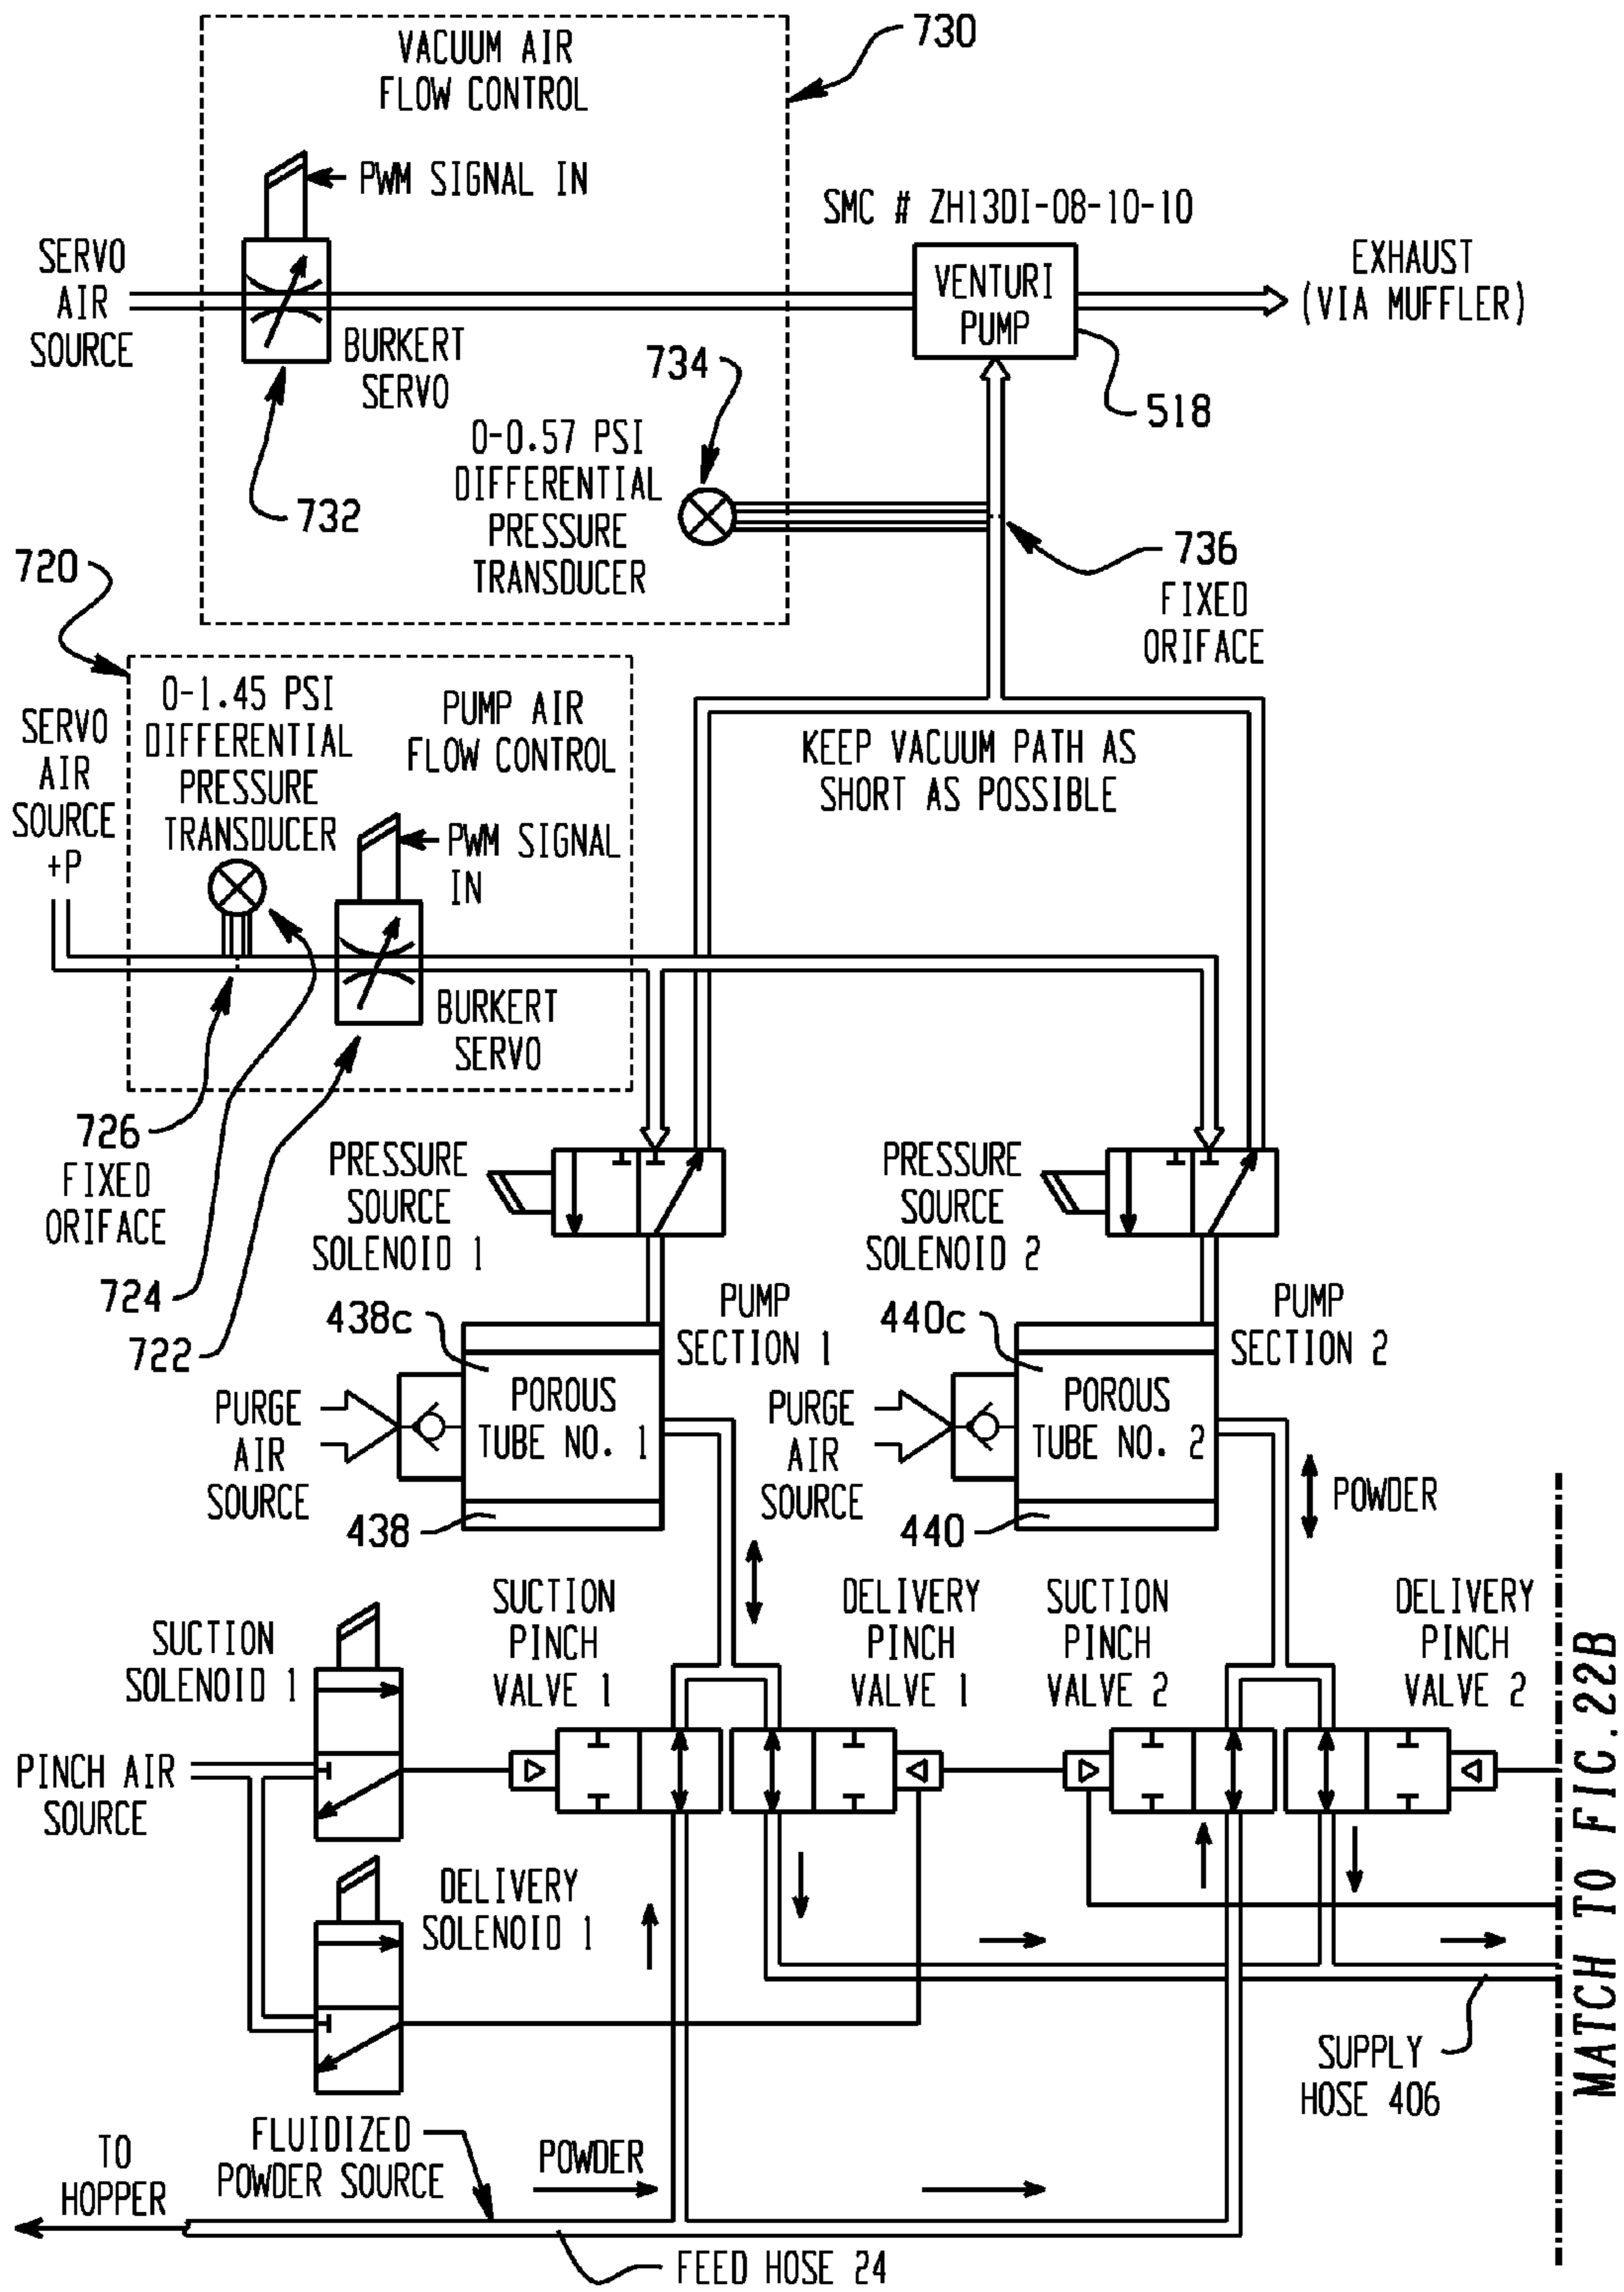 730
VACUUM AIR
FLOW CONTROL
PWM SIGNAL IN
SMC # ZH13DI-08-10-10
SERVO
AIR
SOURCE
VENTURI
PUMP
EXHAUST
(VIA MUFFLER)
BURKERT
SERVO
734
518
0-0.57 PSI
DIFFERENTIAL
PRESSURE
TRANSDUCER
732
736
FIXED
ORIFACE
720
0-1.45 PSI
DIFFERENTIAL
PRESSURE
TRANSDUCER
PUMP AIR
FLOW CONTROL
SERVO
AIR
SOURCE
+P
KEEP VACUUM PATH AS
SHORT AS POSSIBLE
PWM SIGNAL
IN
BURKERT
SERVO
726
FIXED
ORIFACE
724
722
PRESSURE
SOURCE
SOLENOID 1
PRESSURE
SOURCE
SOLENOID 2
438c
PUMP
SECTION 1
440c
PUMP
SECTION 2
PURGE
AIR
SOURCE
POROUS
TUBE NO. 1
PURGE
AIR
SOURCE
POROUS
TUBE NO. 2
POWDER
438
440
SUCTION
SOLENOID 1
SUCTION
PINCH
VALVE 1
DELIVERY
PINCH
VALVE 1
SUCTION
PINCH
VALVE 2
DELIVERY
PINCH
VALVE 2
PINCH AIR
SOURCE
DELIVERY
SOLENOID 1
SUPPLY
HOSE 406
MATCH TO FIG.22B
TO
HOPPER
FLUIDIZED
POWDER SOURCE
POWDER
FEED HOSE 24